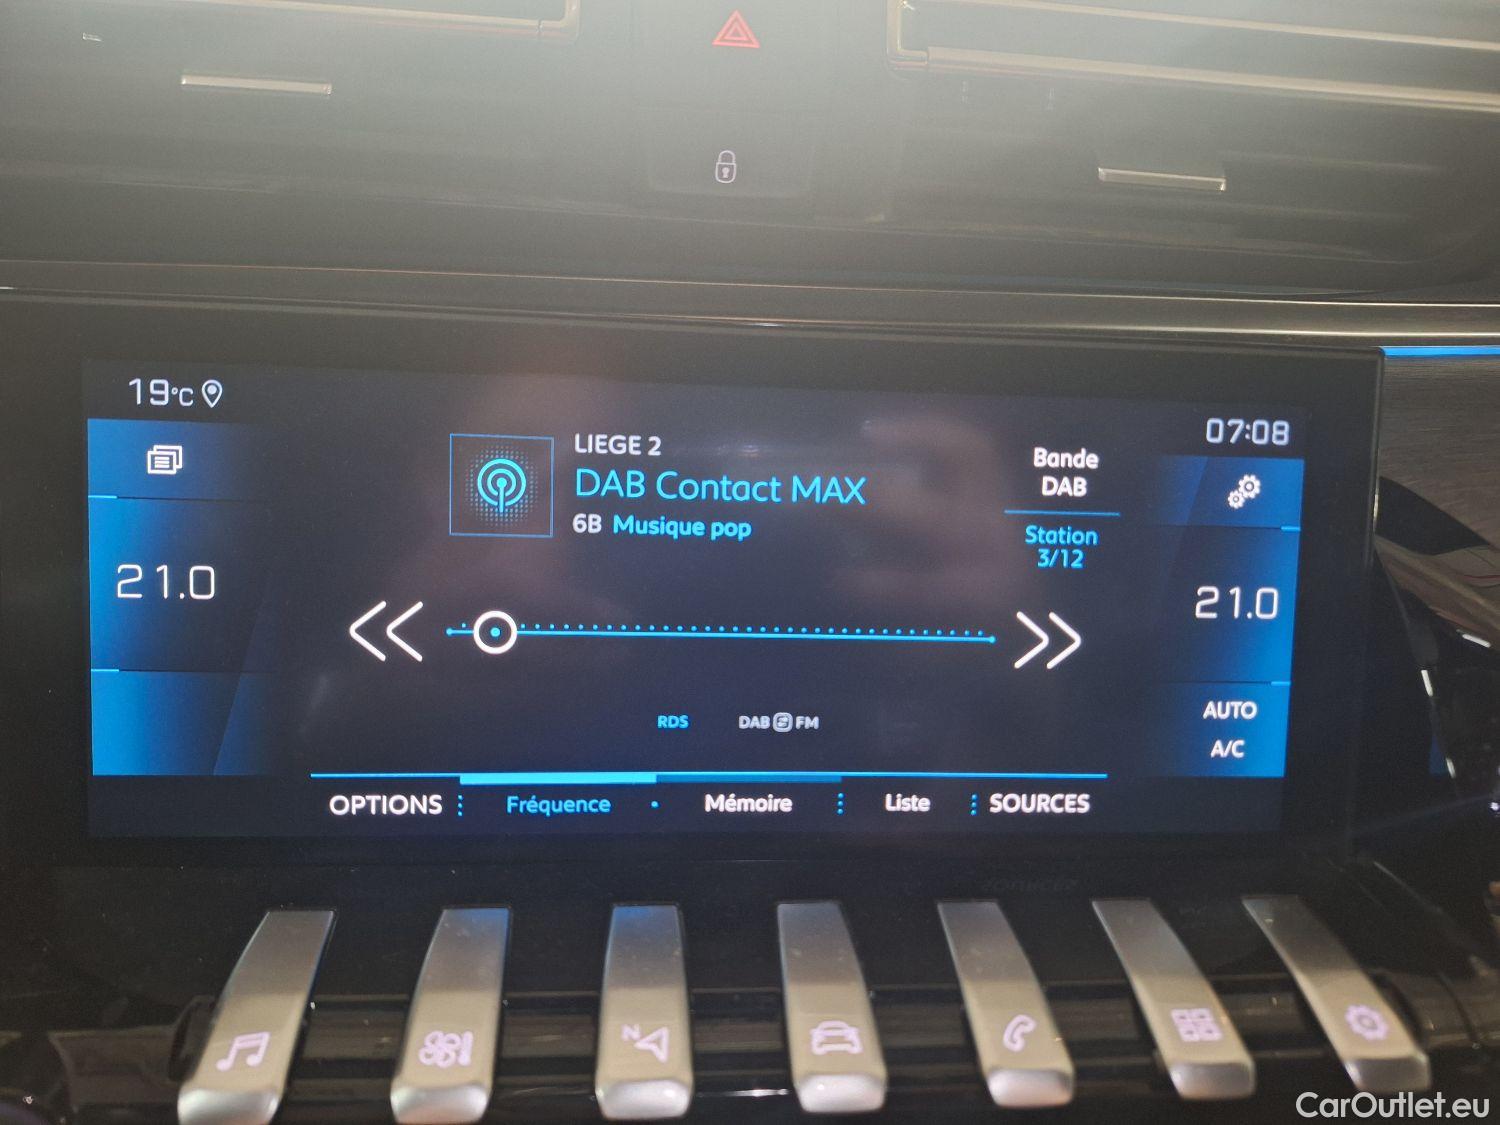 19°C
07:08
LIEGE 2
DAB Contact MAX
6B Musique pop
Bande
DAB
Station
3/12
21.0
21.0
RDS
DAB FM
AUTO
A/C
OPTIONS
Fréquence
Mémoire
Liste
SOURCES
N
CarOutlet.eu